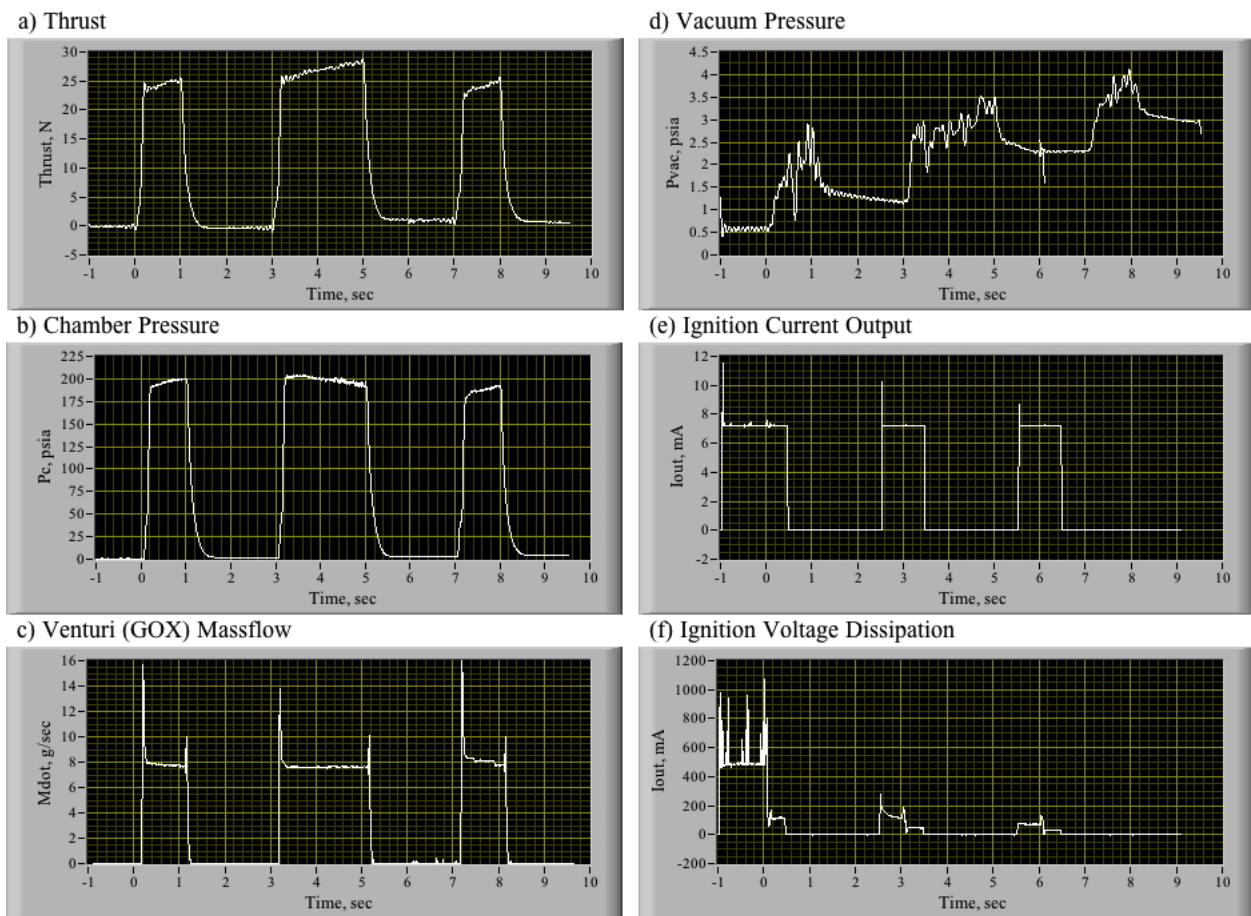 a) Thrust
30
25
20
15
10
5
0
-5
Thrust, N
-1 0 1 2 3 4 5 6 7 8 9 10
Time, sec
d) Vacuum Pressure
4.5
4
3.5
3
2.5
2
1.5
1
0.5
0
Pvac, psia
-1 0 1 2 3 4 5 6 7 8 9 10
Time, sec
b) Chamber Pressure
225
200
175
150
125
100
75
50
25
0
Pc, psia
-1 0 1 2 3 4 5 6 7 8 9 10
Time, sec
(e) Ignition Current Output
12
10
8
6
4
2
0
-2
Iout, mA
-1 0 1 2 3 4 5 6 7 8 9 10
Time, sec
c) Venturi (GOX) Massflow
16
14
12
10
8
6
4
2
0
Mdot, g/sec
-1 0 1 2 3 4 5 6 7 8 9 10
Time, sec
(f) Ignition Voltage Dissipation
1200
1000
800
600
400
200
0
-200
Iout, mA
-1 0 1 2 3 4 5 6 7 8 9 10
Time, sec